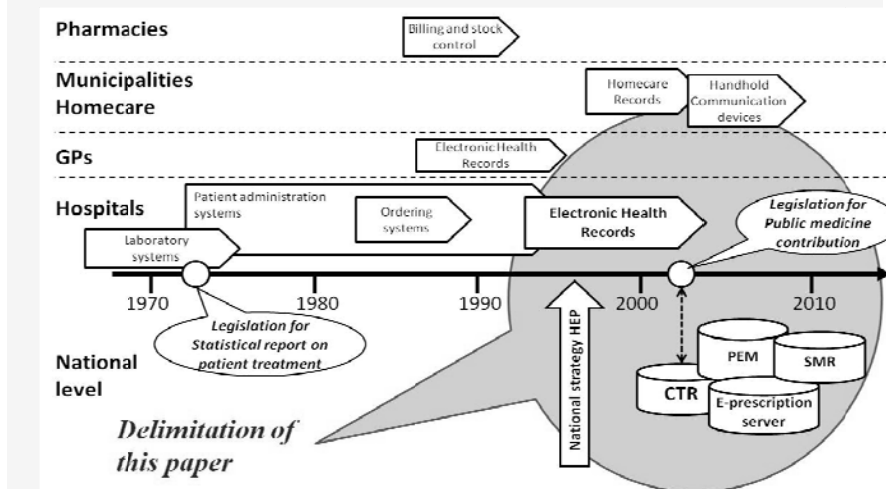 Pharmacies
Billing and stock
control
Municipalities
Homecare
Homecare
Records
Handhold
Communication
devices
GPs
Electronic Health
Records
Hospitals
Patient administration
systems
Ordering
systems
Electronic Health
Records
Legislation for
Public medicine
contribution
Laboratory
systems
1970
1980
1990
2000
2010
Legislation for
Statistical report on
patient treatment
National
level
National strategy HEP
CTR
PEM
SMR
E-prescription
server
Delimitation of
this paper